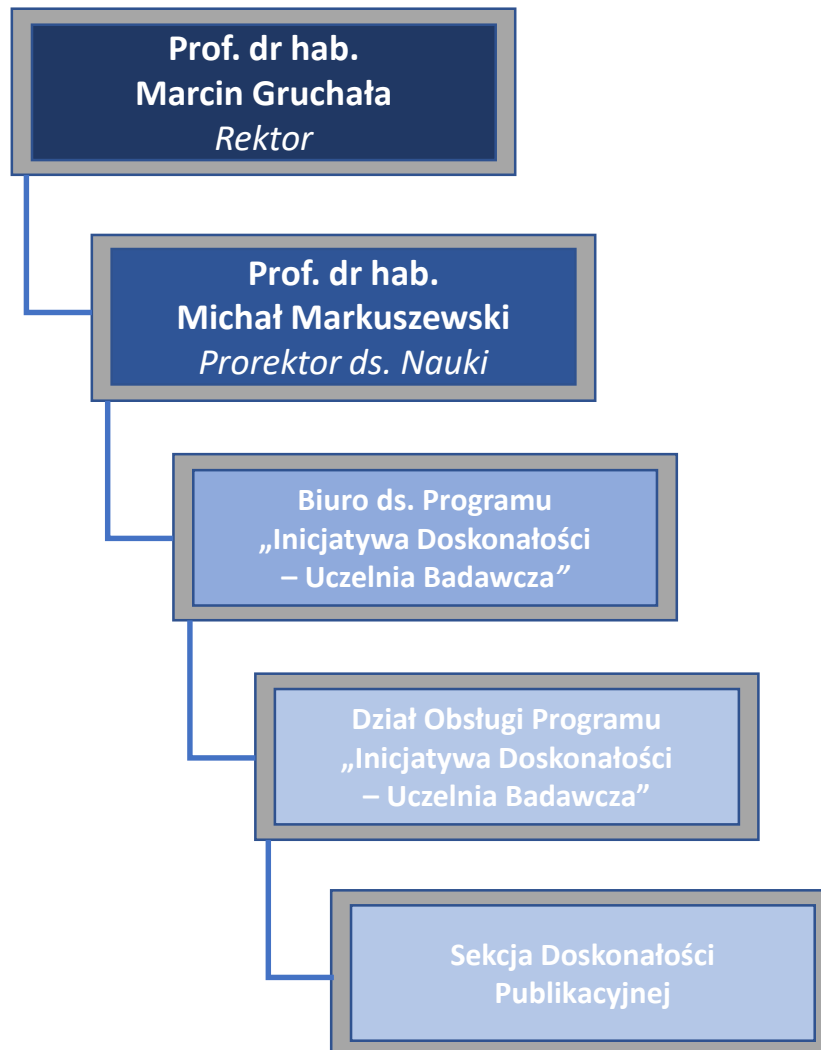 Prof. dr hab.
Marcin Gruchała
Rektor
Prof. dr hab.
Michał Markuszewski
Prorektor ds. Nauki
Biuro ds. Programu
„Inicjatywa Doskonałości
– Uczelnia Badawcza”
Dział Obsługi Programu
„Inicjatywa Doskonałości
– Uczelnia Badawcza”
Sekcja Doskonałości
Publikacyjnej